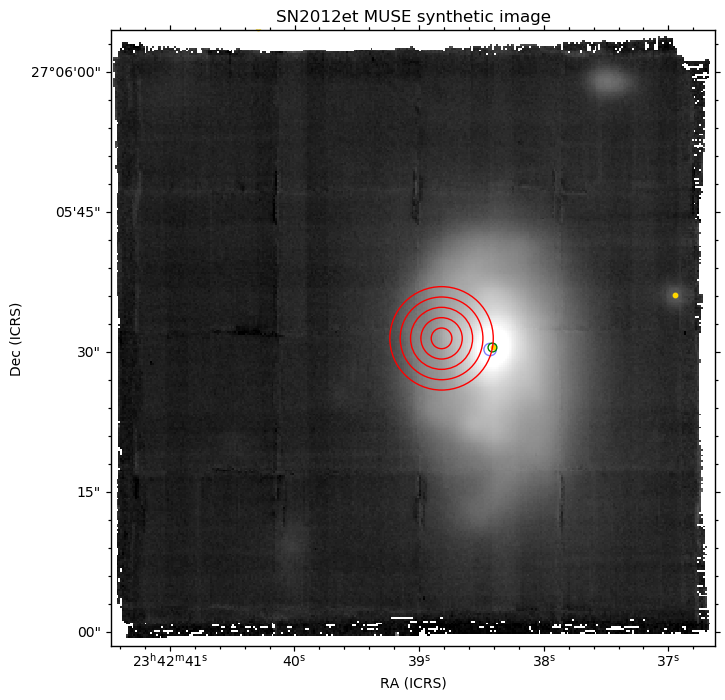 SN2012et MUSE synthetic image
27°06'00"
05'45"
30"
15"
00"
Dec (ICRS)
23ʰ42ᵐ41ˢ
40ˢ
39ˢ
38ˢ
37ˢ
RA (ICRS)